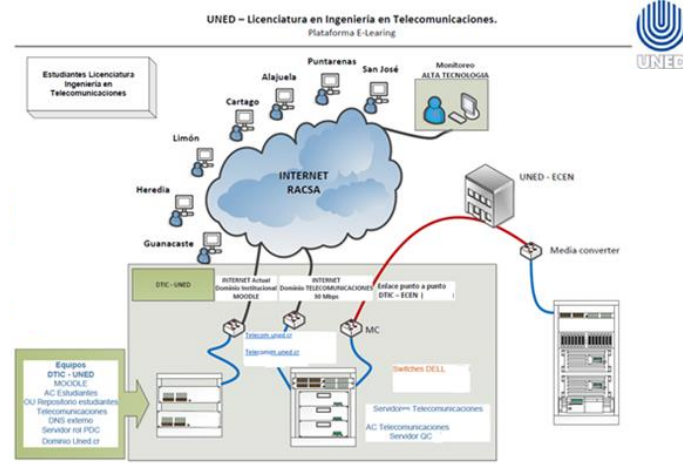 UNED – Licenciatura en Ingeniería en Telecomunicaciones.
Plataforma E-Learing
UNED
Estudiantes Licenciatura
Ingeniería en
Telecomunicaciones
Puntarenas
San José
Alajuela
Cartago
Limón
Heredia
Guanacaste
Monitoreo
ALTA TECNOLOGIA
INTERNET
RACSA
UNED - ECEN
Media converter
DTIC - UNED
INTERNET Actual
Dominio Institucional
MOODLE
INTERNET
Dominio TELECOMUNICACIONES
30 Mbps
Enlace punto a punto
DTIC – ECEN (
MC
Telecom.uned.cr
Switches DELL
Servidores Telecomunicaciones
AC Telecomunicaciones
Servidor QC
Equipos
DTIC - UNED
MOODLE
AC Estudiantes
OU Repositorio estudiantes
Telecomunicaciones
DNS externo
Servidor rol PDC
Dominio Uned.cr